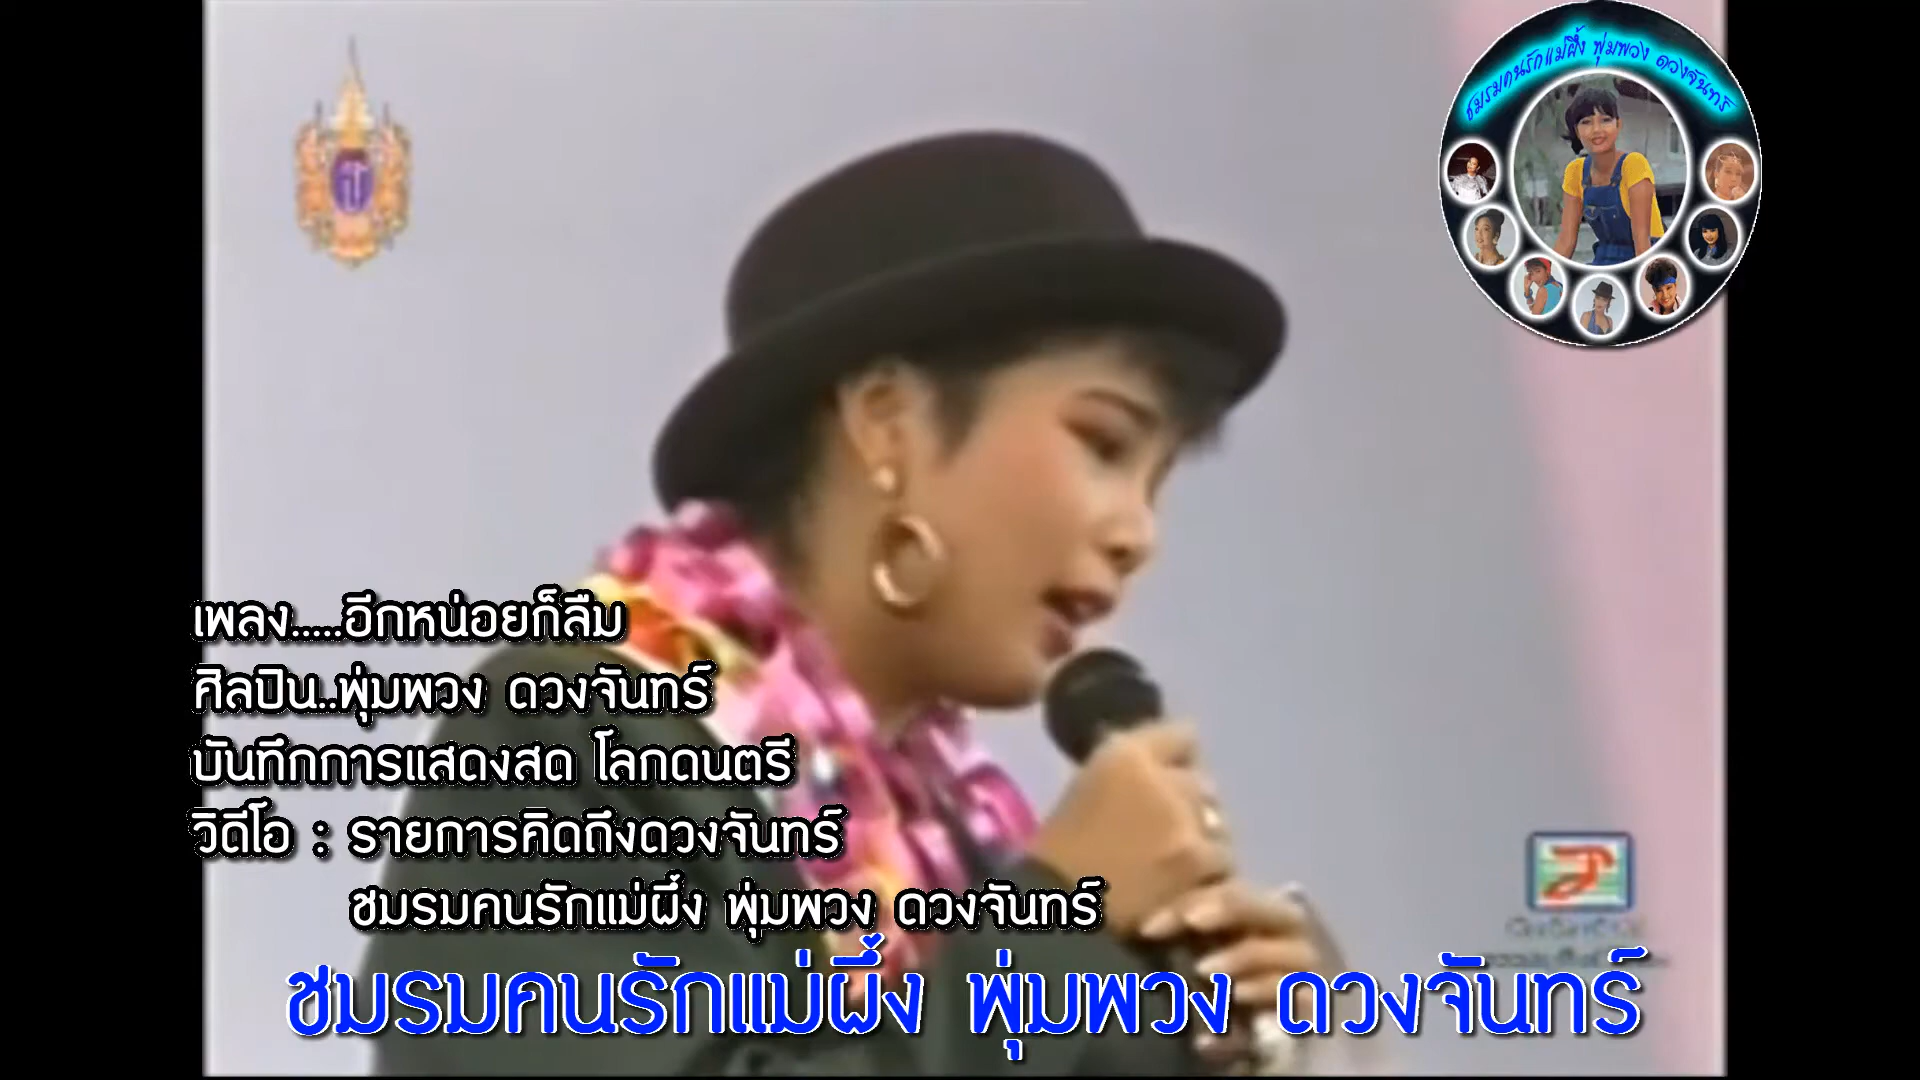 ชมรมคนรักแม่ผึ้ง พุ่มพวง ดวงจันทร์
เพลง.....อีกหน่อยก็ลืม
ศิลปิน..พุ่มพวง ดวงจันทร์
บันทึกการแสดงสด โลกดนตรี
วิดีโอ : รายการคิดถึงดวงจันทร์
ชมรมคนรักแม่ผึ้ง พุ่มพวง ดวงจันทร์
ชมรมคนรักแม่ผึ้ง พุ่มพวง ดวงจันทร์